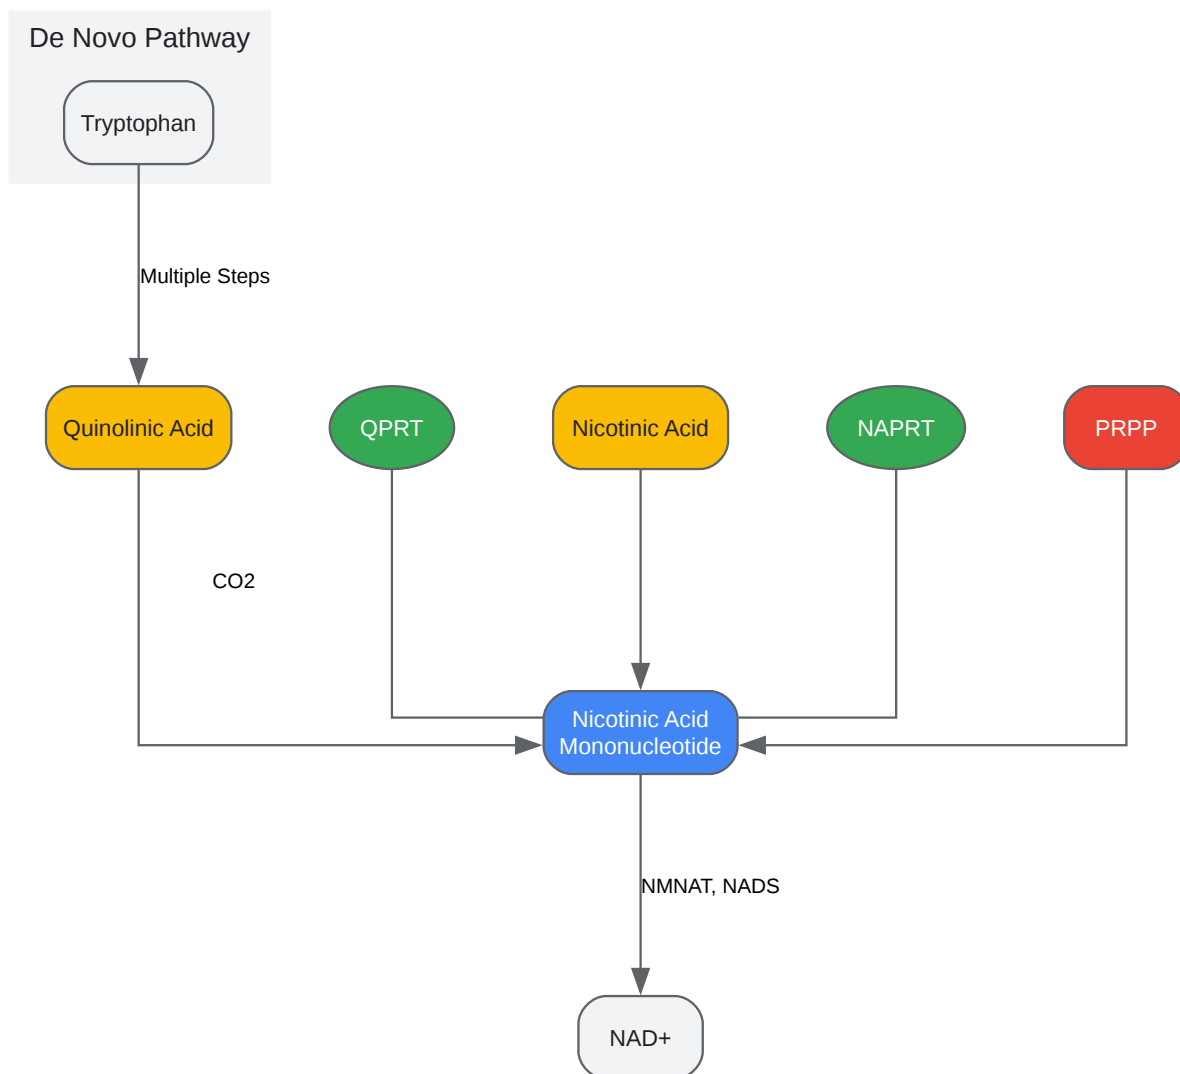 De Novo Pathway
Tryptophan
Multiple Steps
Quinolinic Acid
QPRT
Nicotinic Acid
NAPRT
PRPP
CO2
Nicotinic Acid
Mononucleotide
NMNAT, NADS
NAD+